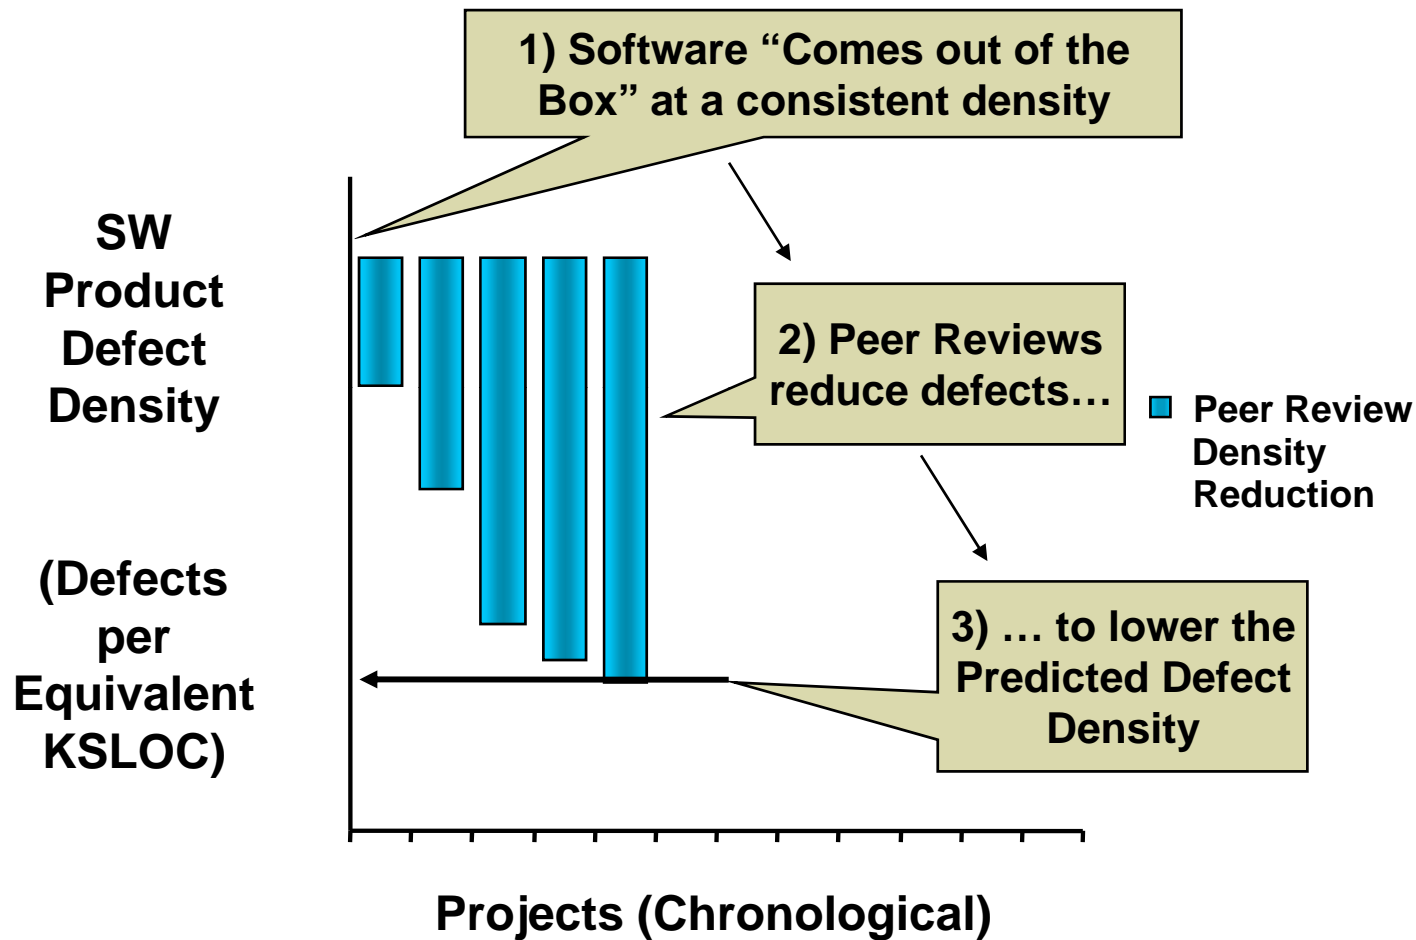 1) Software “Comes out of the
Box” at a consistent density
SW
Product
Defect
Density
2) Peer Reviews
reduce defects…
Peer Review
Density
Reduction
(Defects
per
Equivalent
KSLOC)
3) … to lower the
Predicted Defect
Density
Projects (Chronological)